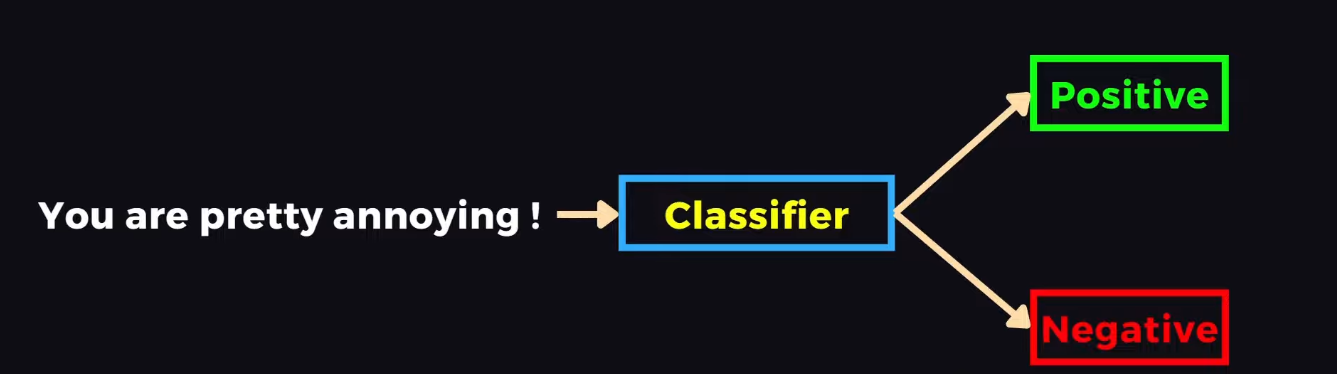 Positive
You are pretty annoying !
Classifier
Negative